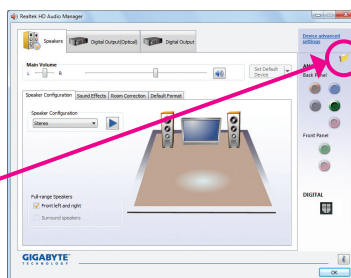 Realtek HD Audio Manager
Speakers
Digital Output(Optical)
Digital Output
Device advanced
settings
Main Volume
L
R
Set Default
Device
Speaker Configuration
Sound Effects
Room Correction
Default Format
Speaker Configuration
Stereo
Full-range Speakers
Front left and right
Surround speakers
Back Panel
Front Panel
DIGITAL
GIGABYTE
TECHNOLOGY
OK